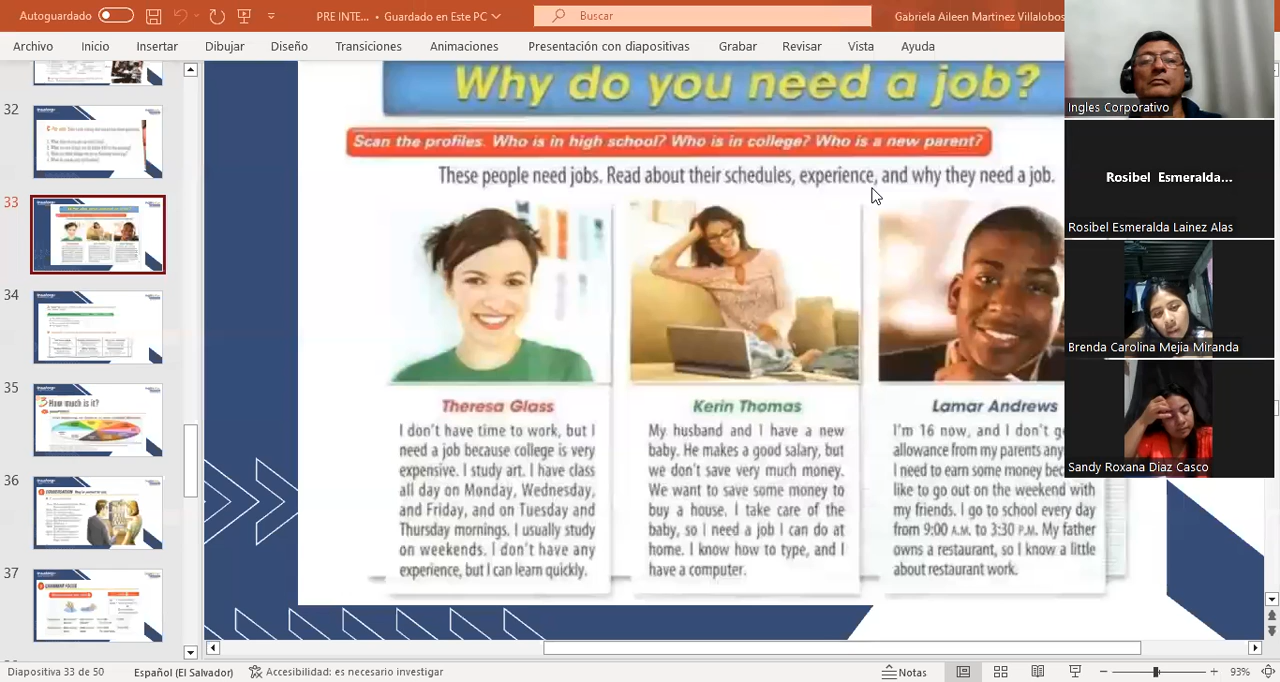 Autoguardado
PRE INTE... • Guardado en Este PC
Buscar
Gabriela Aileen Martinez Villalobos
Archivo Inicio Insertar Dibujar Diseño Transiciones Animaciones Presentación con diapositivas Grabar Revisar Vista Ayuda
32
33
34
35
How much is it?
36
37
Why do you need a job?
Scan the profiles. Who is in high school? Who is in college? Who is a new parent?
These people need jobs. Read about their schedules, experience, and why they need a job.
Theresa Glass
I don't have time to work, but I
need a job because college is very
expensive. I study art. I have class
all day on Monday, Wednesday,
and Friday, and on Tuesday and
Thursday mornings. I usually study
on weekends. I don't have any
experience, but I can learn quickly.
Kerin Thomas
My husband and I have a new
baby. He makes a good salary, but
we don't save very much money.
We want to save some money to
buy a house. I take care of the
baby, so I need a job I can do at
home. I know how to type, and I
have a computer.
Lamar Andrews
I'm 16 now, and I don't
allowance from my parents
I need to earn some money
like to go out on the weekend with
my friends. I go to school every day
from 9:00 A.M. to 3:30 P.M. My father
owns a restaurant, so I know a little
about restaurant work.
Ingles Corporativo
Rosibel Esmeralda...
Rosibel Esmeralda Lainez Alas
Brenda Carolina Mejia Miranda
Sandy Roxana Diaz Casco
Diapositiva 33 de 50
Español (El Salvador)
Accesibilidad: es necesario investigar
Notas
93%